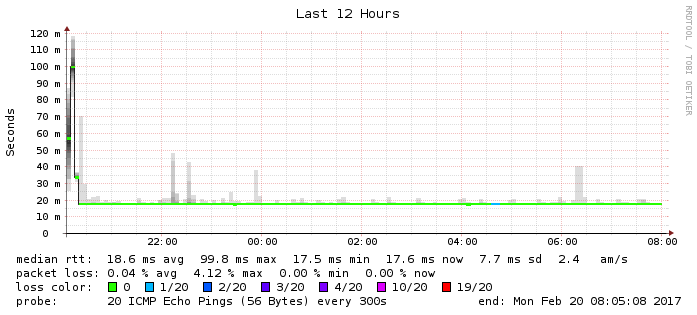 Last 12 Hours
RRDTOOL / TOBI OETIKER
Seconds
120 m
110 m
100 m
90 m
80 m
70 m
60 m
50 m
40 m
30 m
20 m
10 m
0
22:00 00:00 02:00 04:00 06:00 08:00
median rtt: 18.6 ms avg 99.8 ms max 17.5 ms min 17.6 ms now 7.7 ms sd 2.4 am/s
packet loss: 0.04 % avg 4.12 % max 0.00 % min 0.00 % now
loss color: 0 1/20 2/20 3/20 4/20 10/20 19/20
probe: 20 ICMP Echo Pings (56 Bytes) every 300s end: Mon Feb 20 08:05:08 2017